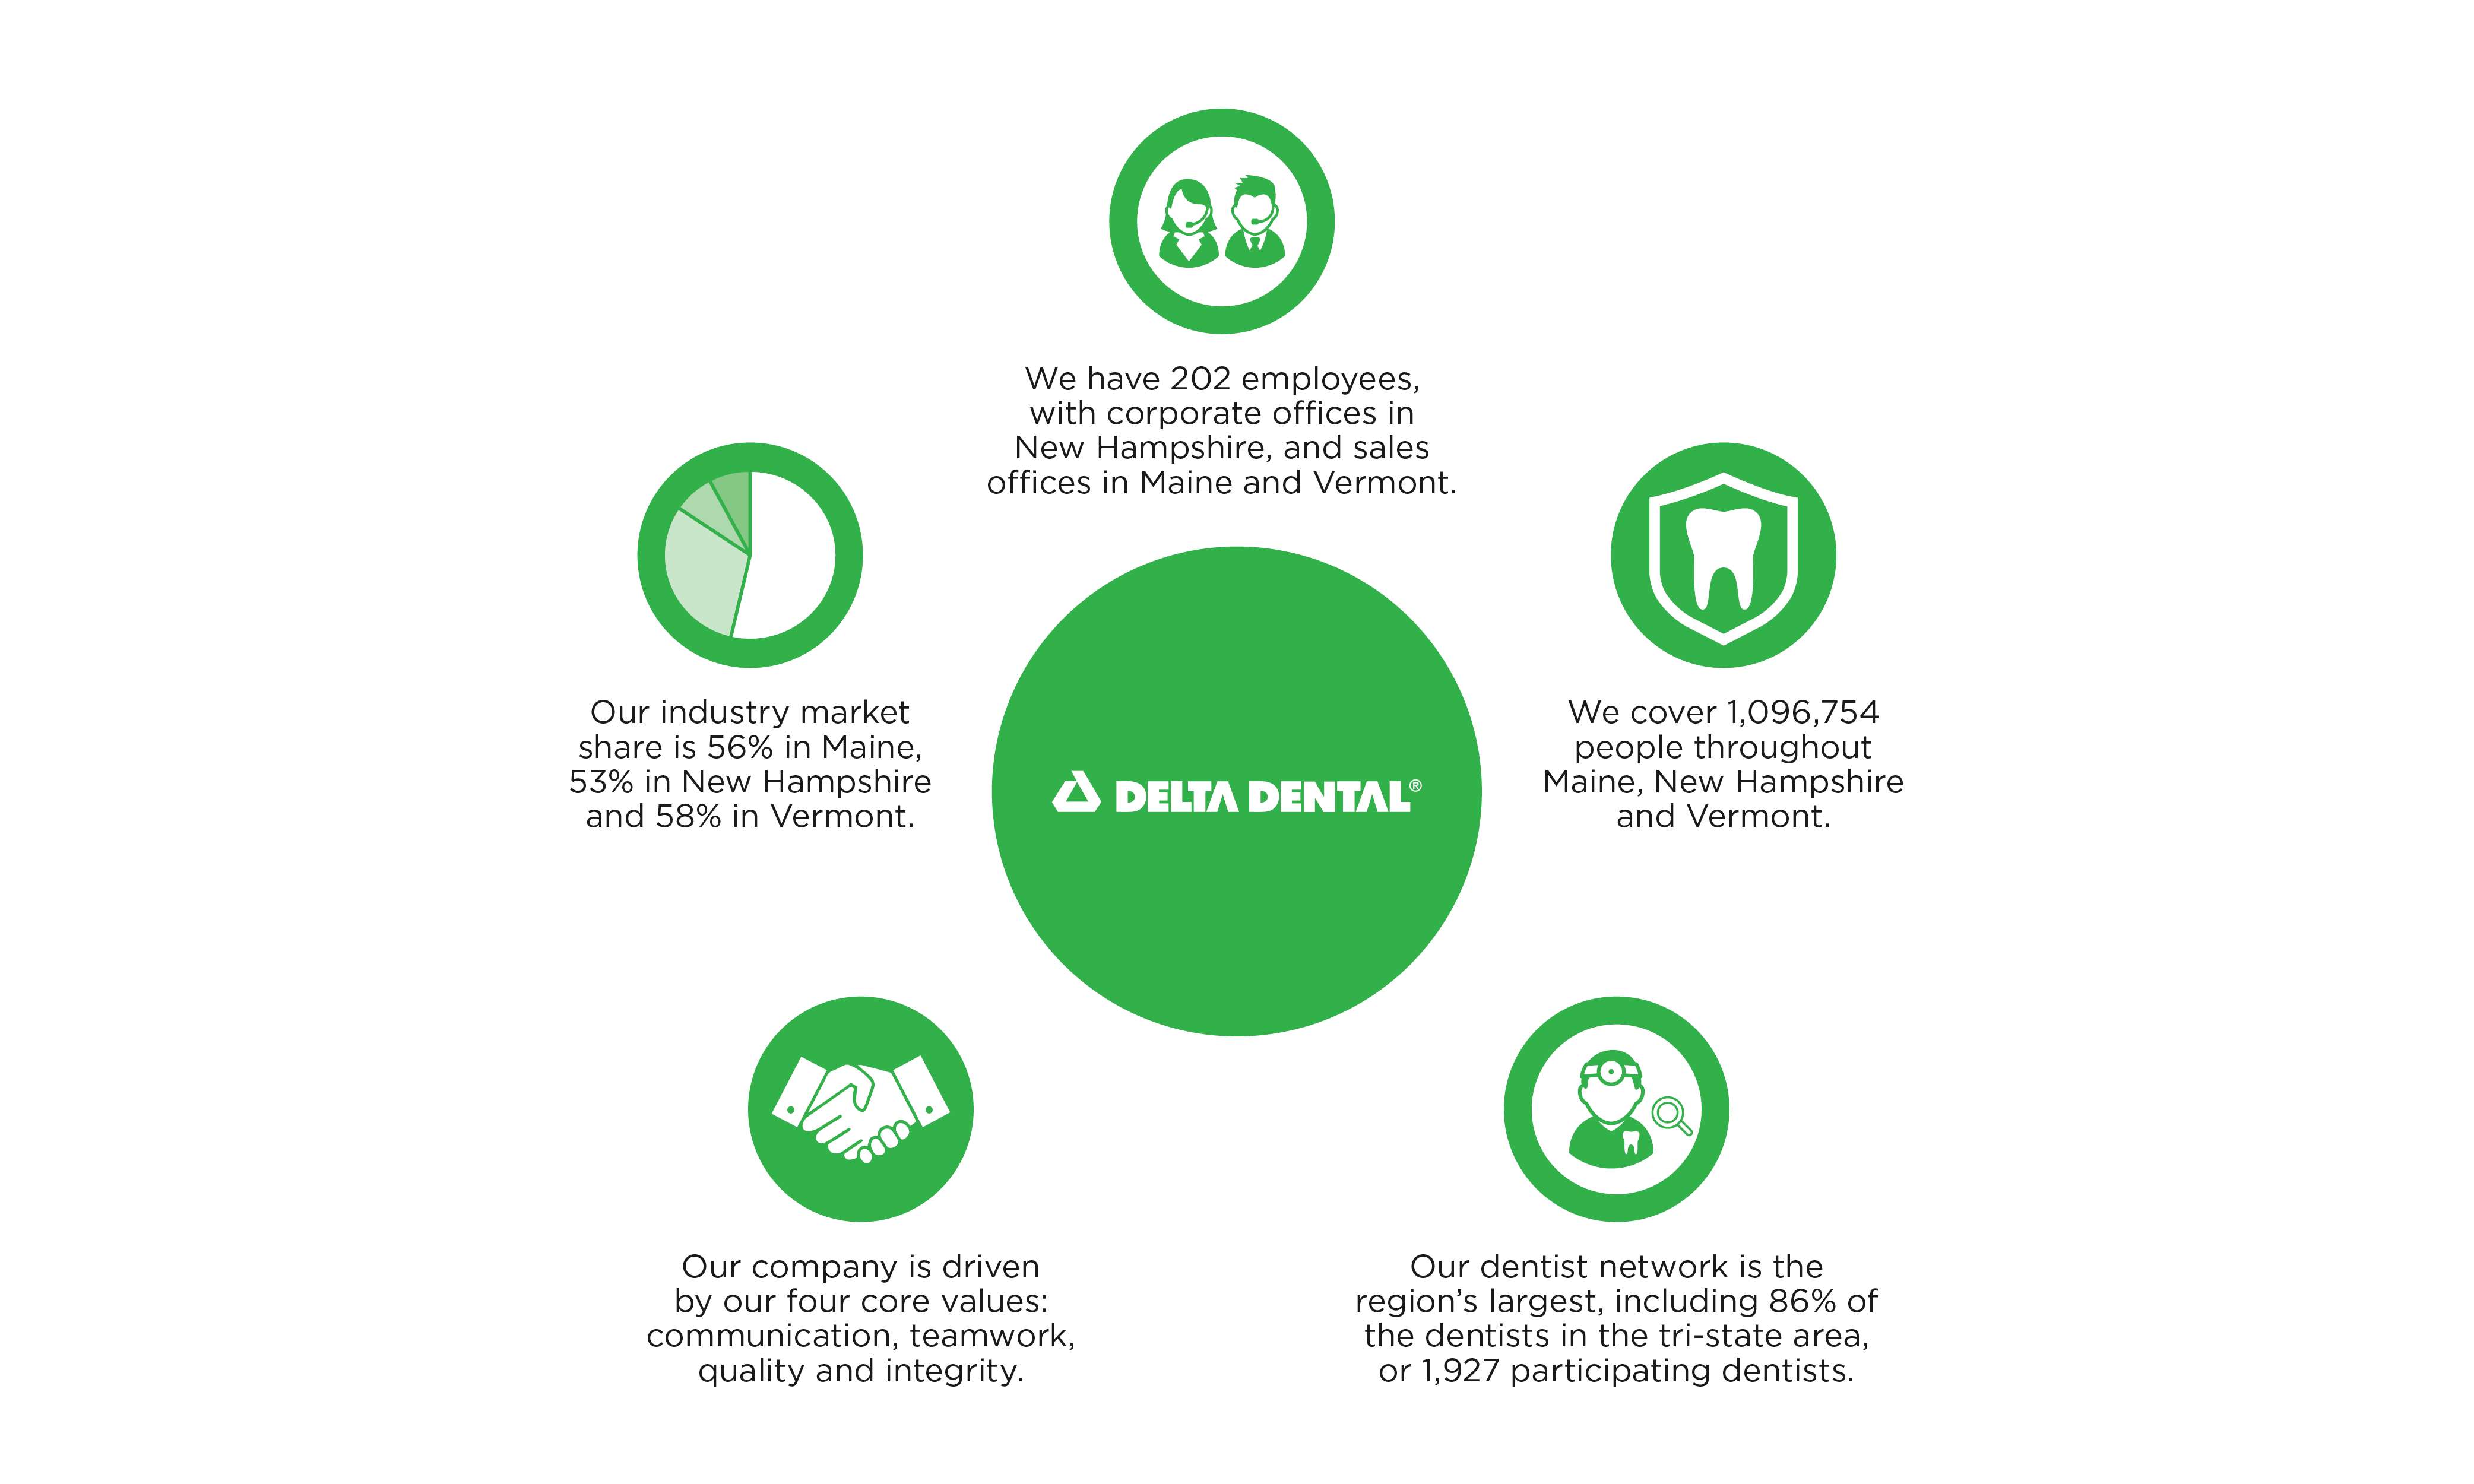 We have 202 employees,
with corporate offices in
New Hampshire, and sales
offices in Maine and Vermont.
Our industry market
share is 56% in Maine,
53% in New Hampshire
and 58% in Vermont.
DELTA DENTAL®
We cover 1,096,754
people throughout
Maine, New Hampshire
and Vermont.
Our company is driven
by our four core values:
communication, teamwork,
quality and integrity.
Our dentist network is the
region’s largest, including 86% of
the dentists in the tri-state area,
or 1,927 participating dentists.